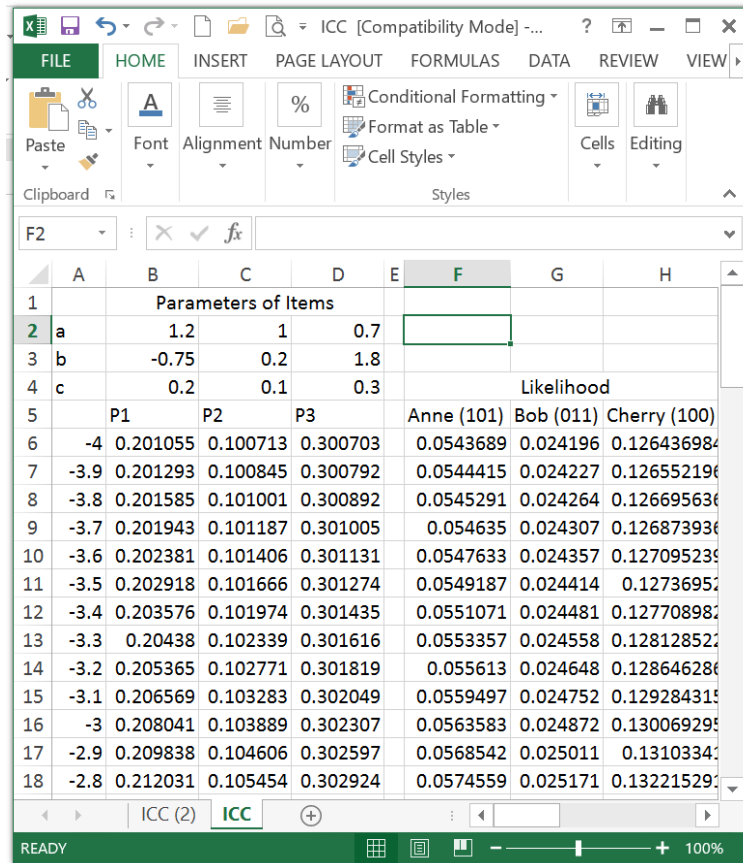 ICC [Compatibility Mode] -... ?
FILE HOME INSERT PAGE LAYOUT FORMULAS DATA REVIEW VIEW
Paste
Font
Alignment
%
Number
Conditional Formatting
Format as Table
Cell Styles
Cells
Editing
Clipboard
Styles
F2 fx
A B C D E F G H
1 Parameters of Items
2 a 1.2 1 0.7
3 b -0.75 0.2 1.8
4 c 0.2 0.1 0.3 Likelihood
5 P1 P2 P3 Anne (101) Bob (011) Cherry (100)
6 -4 0.201055 0.100713 0.300703 0.0543689 0.024196 0.126436984
7 -3.9 0.201293 0.100845 0.300792 0.0544415 0.024227 0.126552196
8 -3.8 0.201585 0.101001 0.300892 0.0545291 0.024264 0.126695636
9 -3.7 0.201943 0.101187 0.301005 0.054635 0.024307 0.126873936
10 -3.6 0.202381 0.101406 0.301131 0.0547633 0.024357 0.127095239
11 -3.5 0.202918 0.101666 0.301274 0.0549187 0.024414 0.12736952
12 -3.4 0.203576 0.101974 0.301435 0.0551071 0.024481 0.127708982
13 -3.3 0.20438 0.102339 0.301616 0.0553357 0.024558 0.128128522
14 -3.2 0.205365 0.102771 0.301819 0.055613 0.024648 0.128646286
15 -3.1 0.206569 0.103283 0.302049 0.0559497 0.024752 0.129284315
16 -3 0.208041 0.103889 0.302307 0.0563583 0.024872 0.130069295
17 -2.9 0.209838 0.104606 0.302597 0.0568542 0.025011 0.13103341
18 -2.8 0.212031 0.105454 0.302924 0.0574559 0.025171 0.132215291
ICC (2) ICC
READY 100%